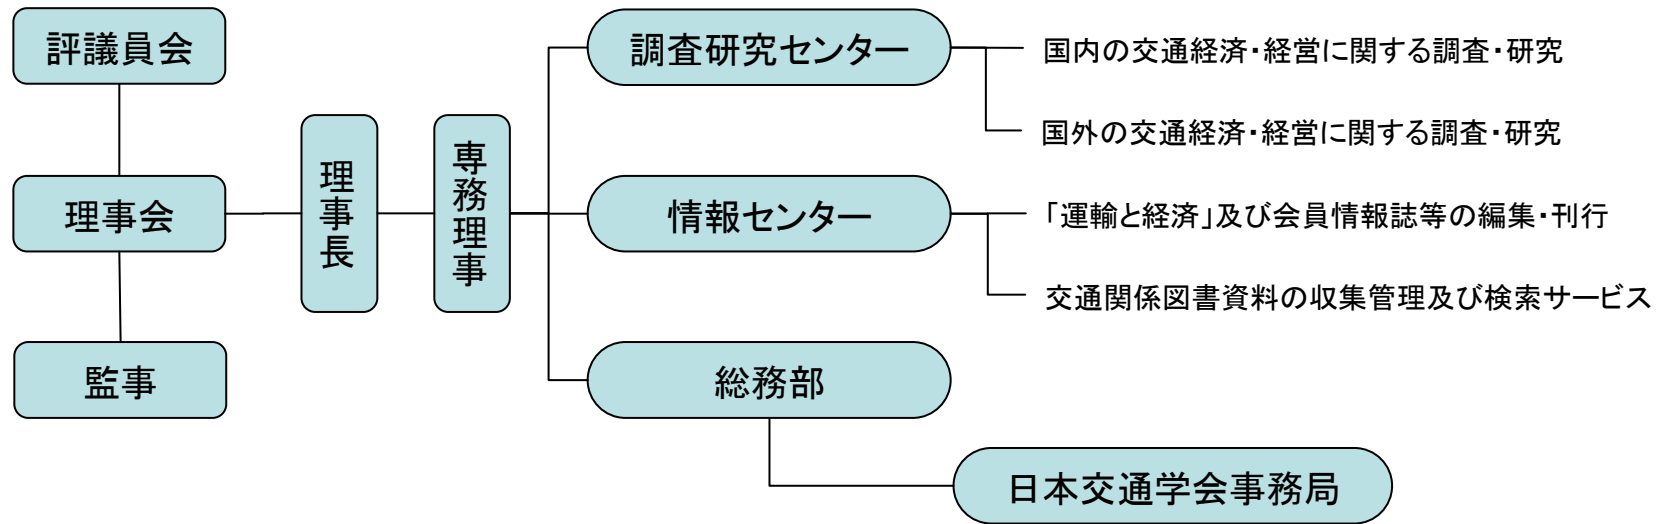 評議員会
調査研究センター
国内の交通経済・経営に関する調査・研究
国外の交通経済・経営に関する調査・研究
理事会
理事長
専務理事
情報センター
「運輸と経済」及び会員情報誌等の編集・刊行
交通関係図書資料の収集管理及び検索サービス
監事
総務部
日本交通学会事務局